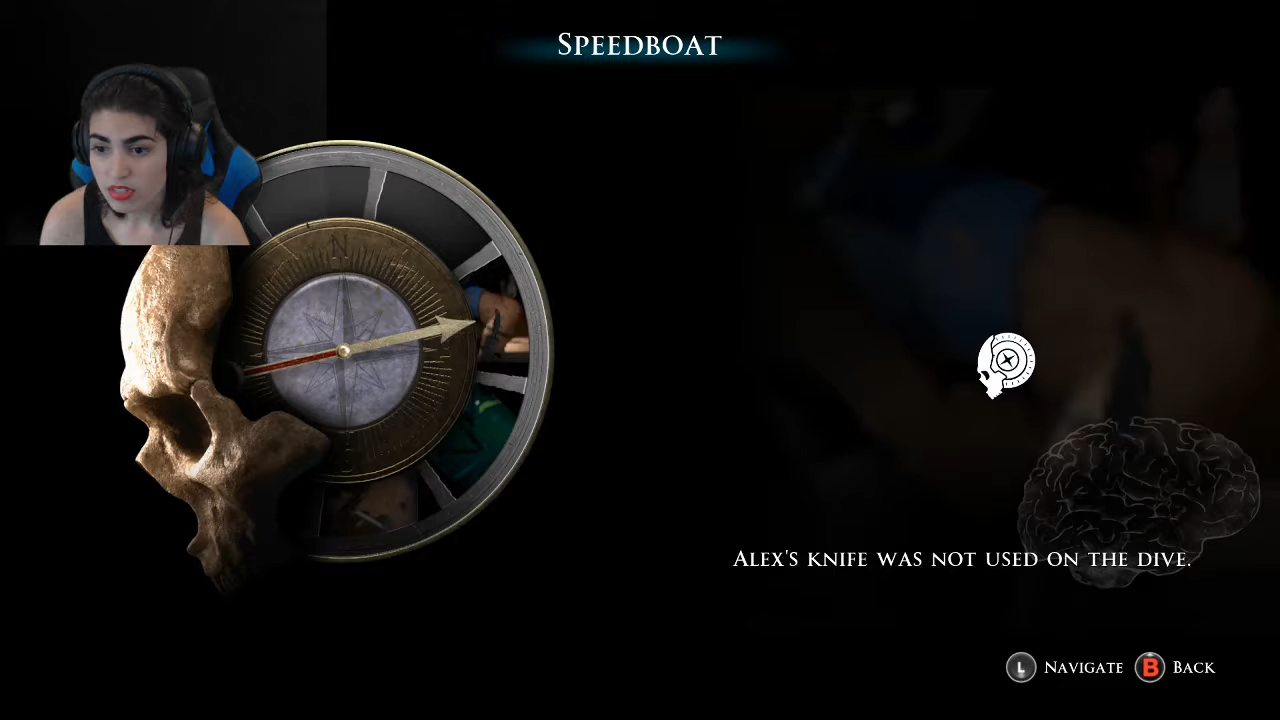 Speedboat
N
S
Alex's knife was not used on the dive.
L Navigate B Back